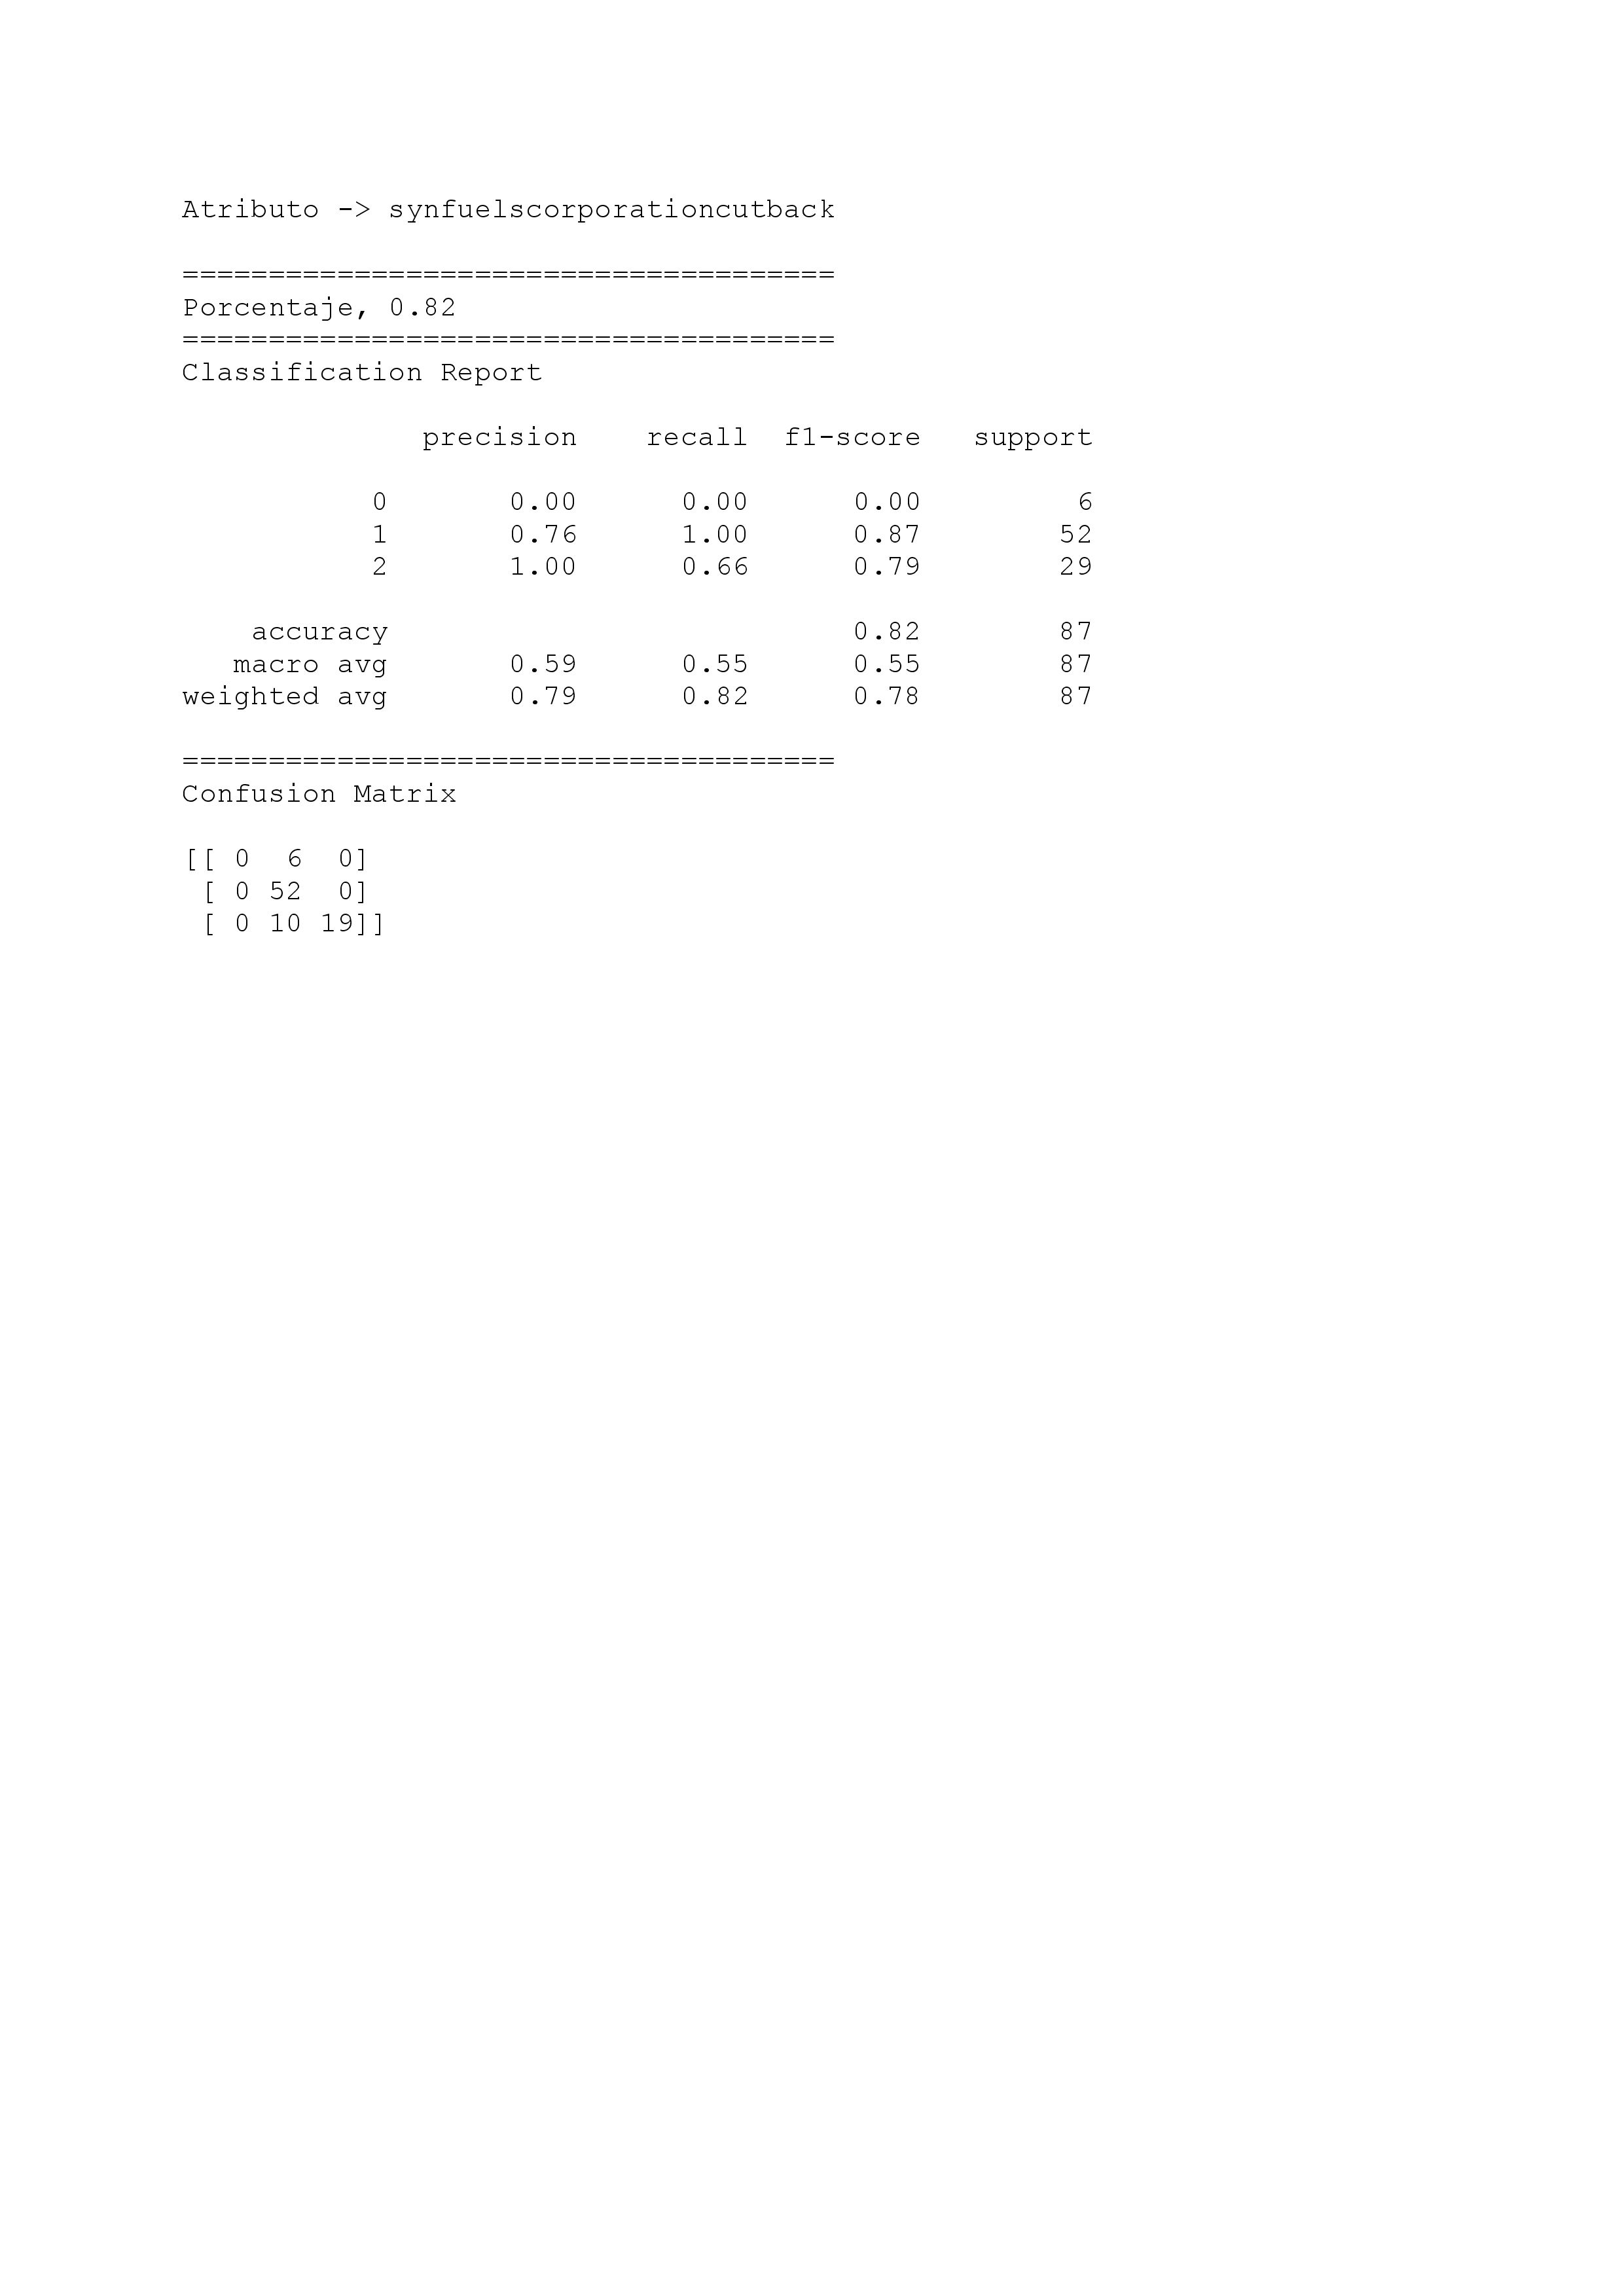 Atributo -> synfuelscorporationcutback
======================================
Porcentaje, 0.82
======================================
Classification Report
precision    recall  f1-score   support
0       0.00      0.00      0.00         6
1       0.76      1.00      0.87        52
2       1.00      0.66      0.79        29
accuracy                           0.82        87
macro avg       0.59      0.55      0.55        87
weighted avg       0.79      0.82      0.78        87
======================================
Confusion Matrix
[[ 0  6  0]
[ 0 52  0]
[ 0 10 19]]